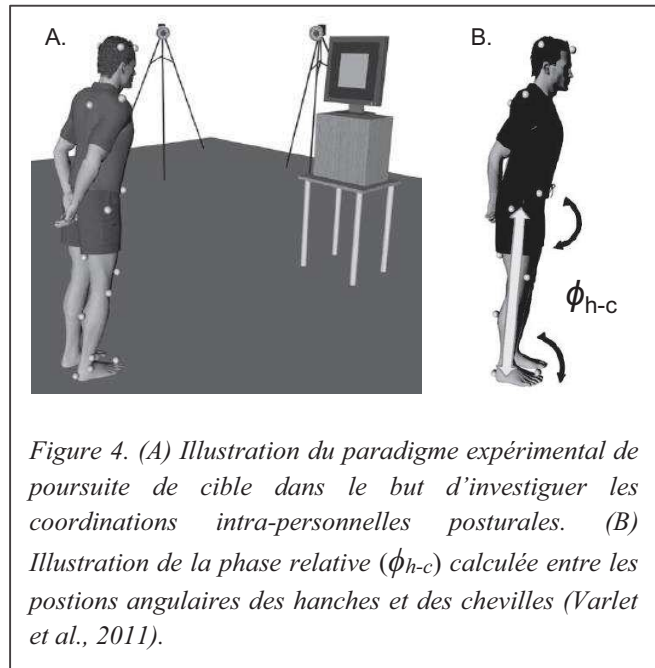 A.
B.
ϕh-c
Figure 4. (A) Illustration du paradigme expérimental de
poursuite de cible dans le but d'investiguer les
coordinations intra-personnelles posturales. (B)
Illustration de la phase relative (ϕh-c) calculée entre les
postions angulaires des hanches et des chevilles (Varlet
et al., 2011).